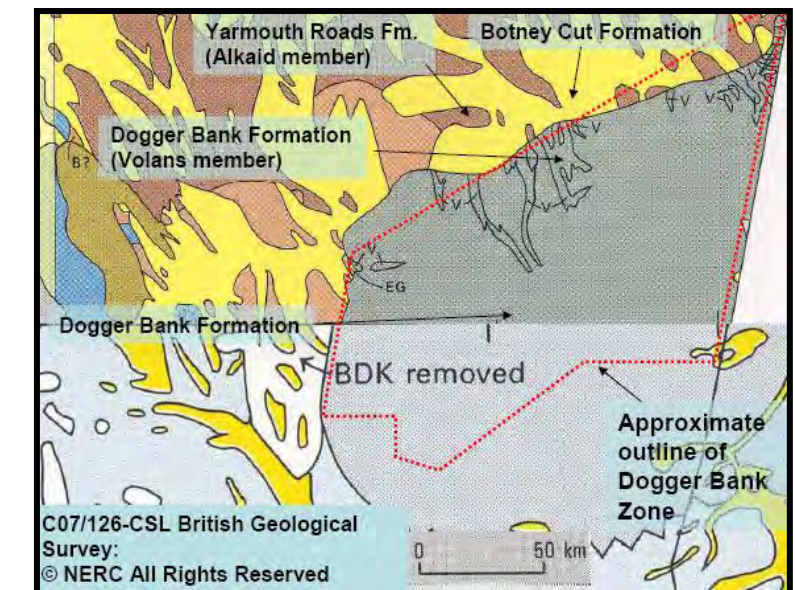 Yarmouth Roads Fm.
(Alkaid member)
Botney Cut Formation
Dogger Bank Formation
(Volans member)
B?
V
V
V
V
V
V
V
V
EG
Dogger Bank Formation
BDK removed
Approximate
outline of
Dogger Bank
Zone
C07/126-CSL British Geological
Survey:
© NERC All Rights Reserved
0 50 km